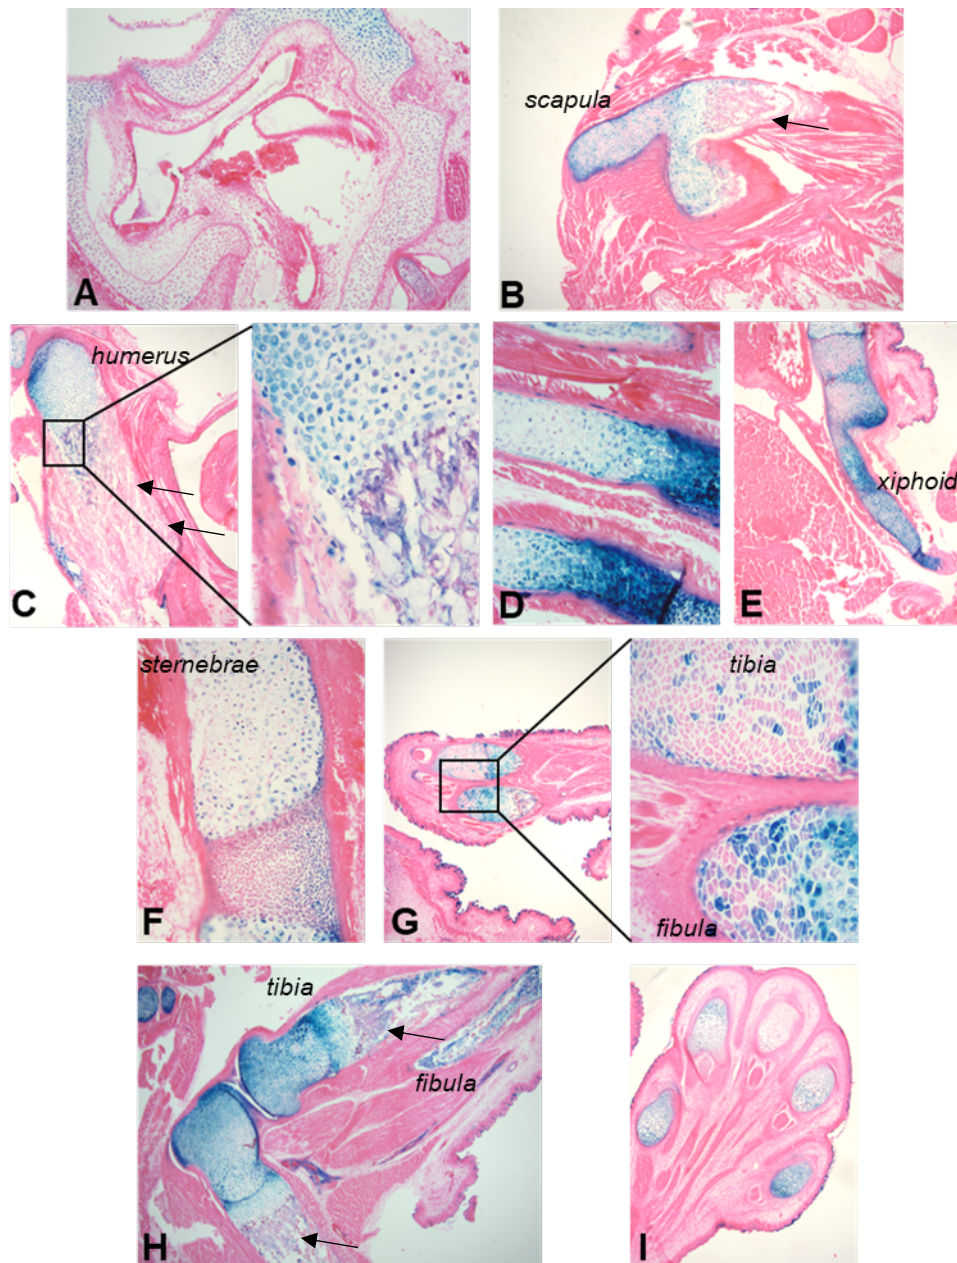 A
scapula
B
humerus
C
D
xiphoid
E
sternebrae
F
G
tibia
fibula
tibia
fibula
H
I